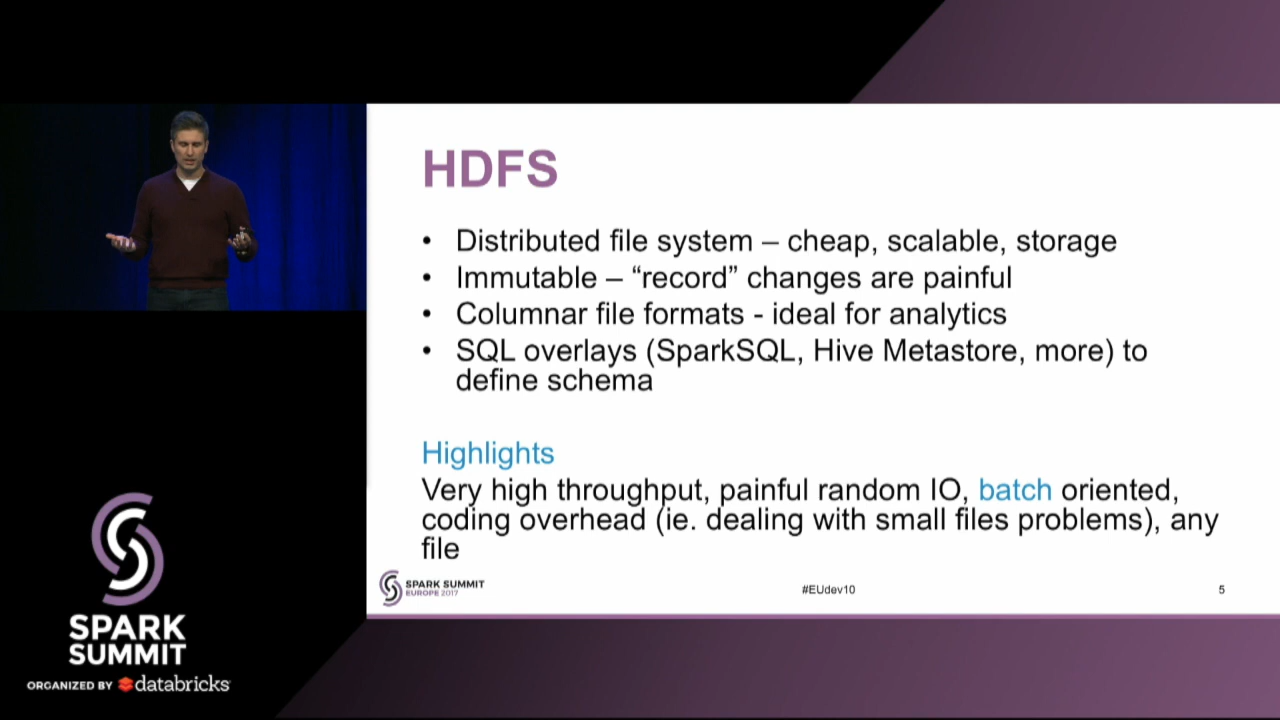 HDFS
• Distributed file system – cheap, scalable, storage
• Immutable – “record” changes are painful
• Columnar file formats - ideal for analytics
• SQL overlays (SparkSQL, Hive Metastore, more) to
define schema
Highlights
Very high throughput, painful random IO, batch oriented,
coding overhead (ie. dealing with small files problems), any
file
SPARK SUMMIT
EUROPE 2017
#EUdev10
5
SPARK
SUMMIT
ORGANIZED BY databricks